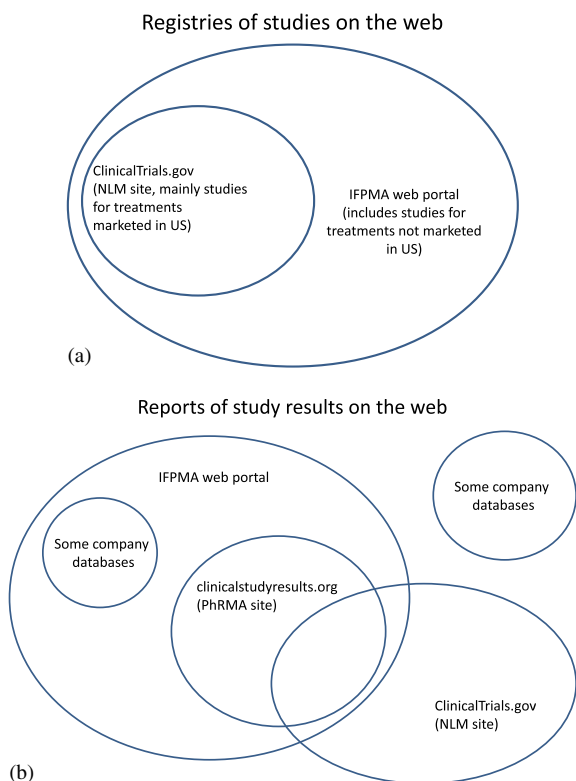 Registries of studies on the web
ClinicalTrials.gov
(NLM site, mainly studies
for treatments
marketed in US)
IFPMA web portal
(includes studies for
treatments not marketed
in US)
(a)
Reports of study results on the web
IFPMA web portal
Some company
databases
Some company
databases
clinicalstudyresults.org
(PhRMA site)
ClinicalTrials.gov
(NLM site)
(b)